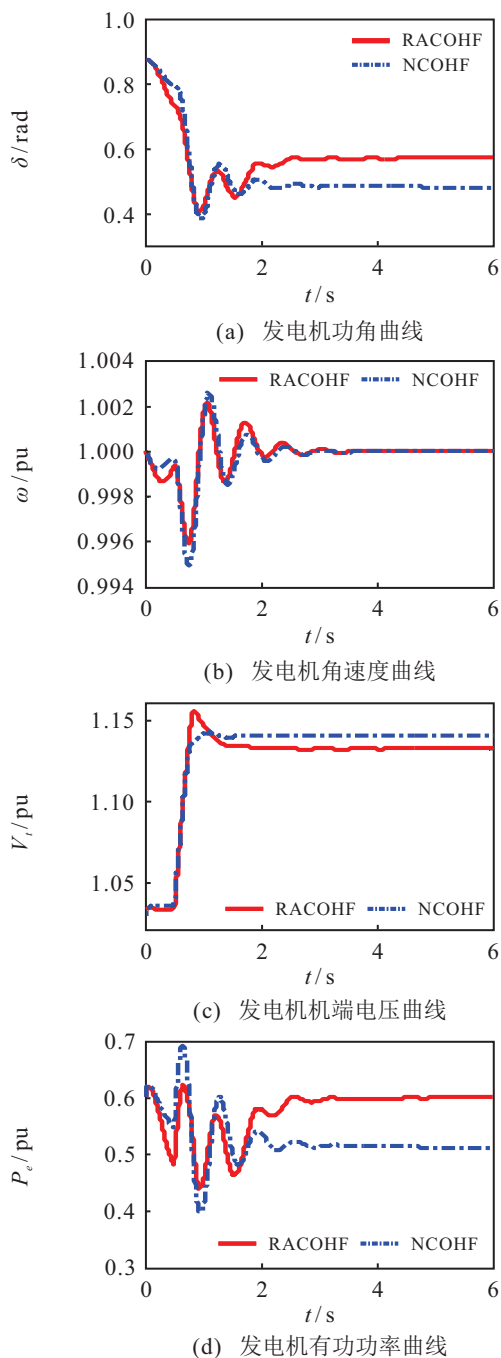 1.0
0.8
0.6
0.4
δ/rad
RACOHF
NCOHF
0 2 4 6
t/s
(a) 发电机功角曲线
1.004
1.002
1.000
0.998
0.996
0.994
ω/pu
RACOHF NCOHF
0 2 4 6
t/s
(b) 发电机角速度曲线
1.15
1.10
1.05
Vt/pu
RACOHF NCOHF
0 2 4 6
t/s
(c) 发电机机端电压曲线
0.7
0.6
0.5
0.4
0.3
Pe/pu
RACOHF NCOHF
0 2 4 6
t/s
(d) 发电机有功功率曲线